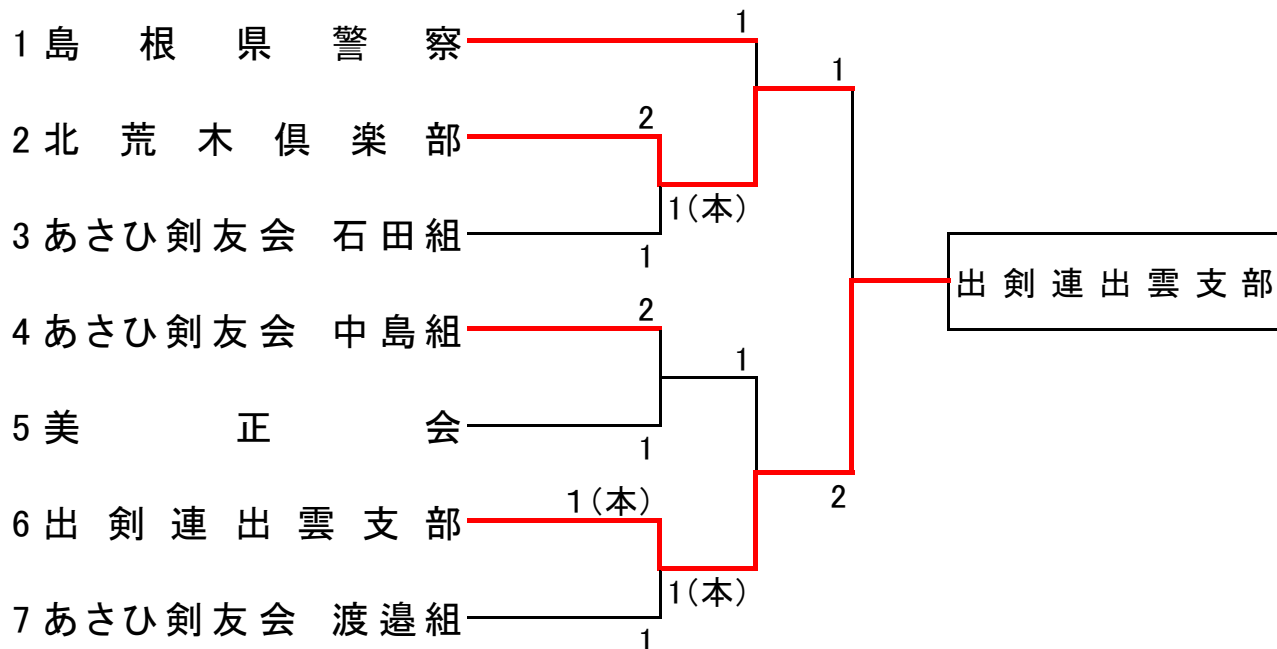 1
1 島根県警察
1
2
2 北荒木倶楽部
1(本)
3 あさひ剣友会 石田組
1
出剣連出雲支部
2
4 あさひ剣友会 中島組
1
5 美正会
1
1(本)
2
6 出剣連出雲支部
1(本)
7 あさひ剣友会 渡邉組
1